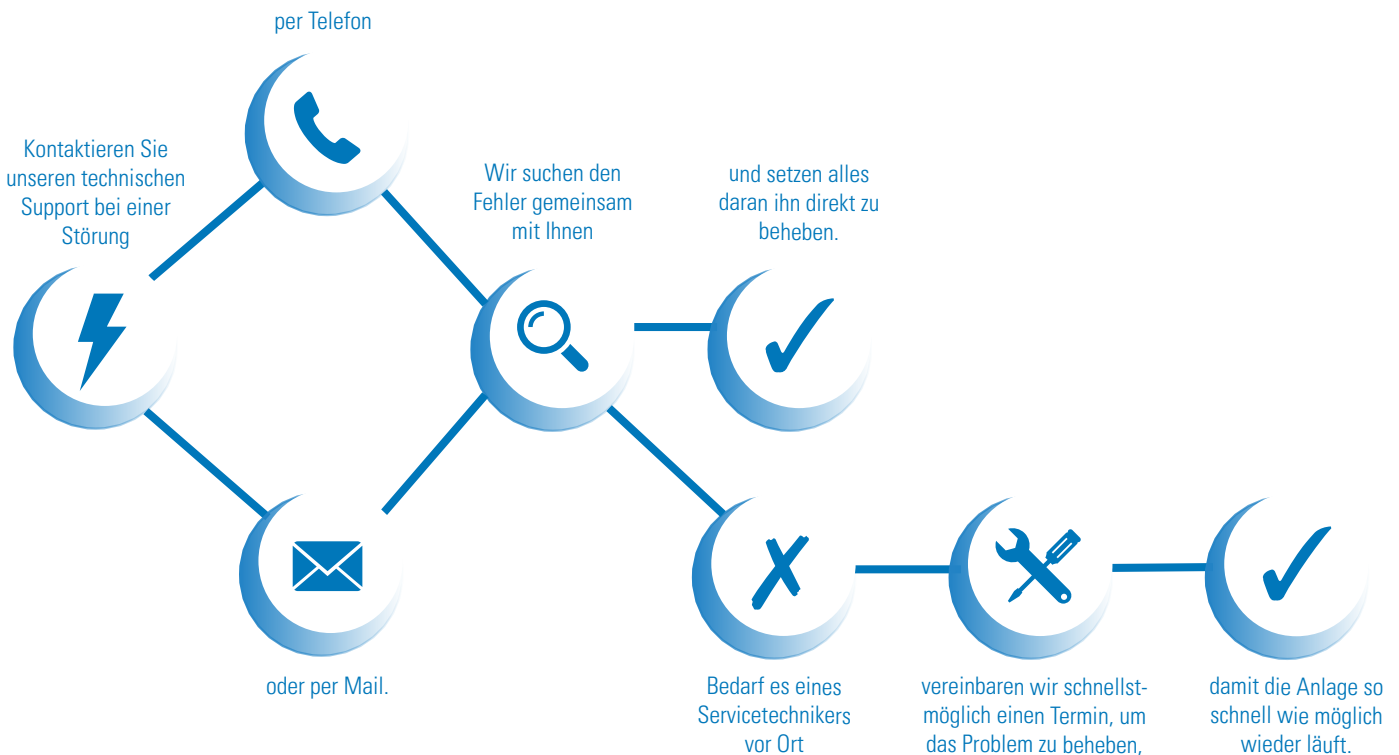 Kontaktieren Sie
unseren technischen
Support bei einer
Störung
per Telefon
oder per Mail.
Wir suchen den
Fehler gemeinsam
mit Ihnen
und setzen alles
daran ihn direkt zu
beheben.
Bedarf es eines
Servicetechnikers
vor Ort
vereinbaren wir schnellst-
möglich einen Termin, um
das Problem zu beheben,
damit die Anlage so
schnell wie möglich
wieder läuft.